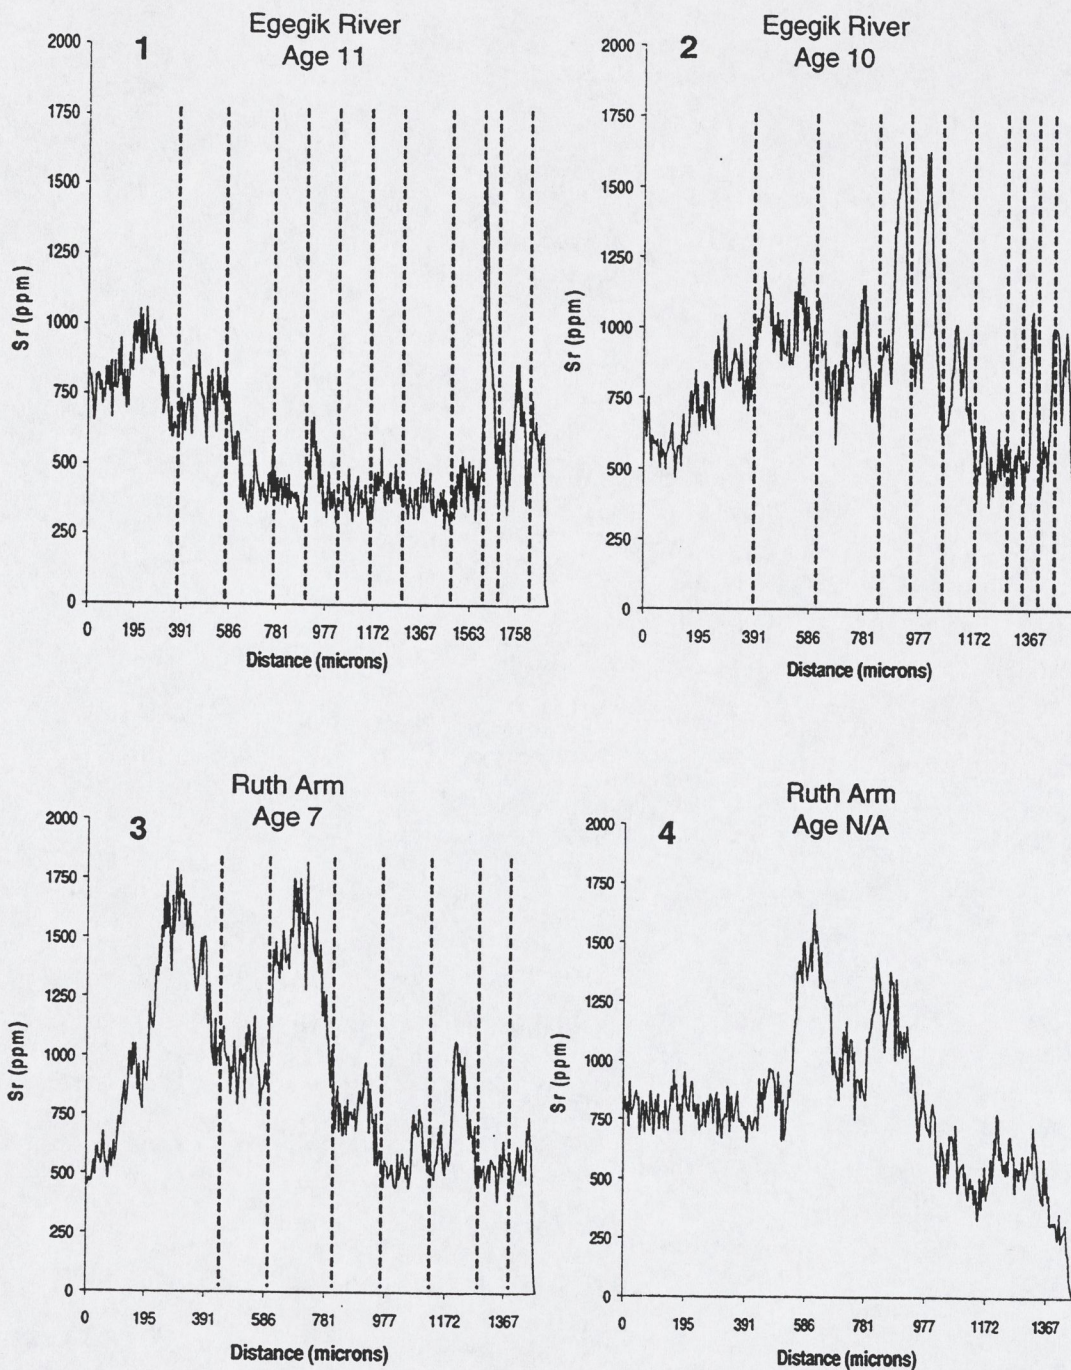 Egegik River
Age 11
1
2000
1750
1500
1250
1000
750
500
250
0
Sr (ppm)
0 195 391 586 781 977 1172 1367 1563 1758
Distance (microns)
Egegik River
Age 10
2
2000
1750
1500
1250
1000
750
500
250
0
Sr (ppm)
0 195 391 586 781 977 1172 1367
Distance (microns)
Ruth Arm
Age 7
3
2000
1750
1500
1250
1000
750
500
250
0
Sr (ppm)
0 195 391 586 781 977 1172 1367
Distance (microns)
Ruth Arm
Age N/A
4
2000
1750
1500
1250
1000
750
500
250
0
Sr (ppm)
0 195 391 586 781 977 1172 1367
Distance (microns)